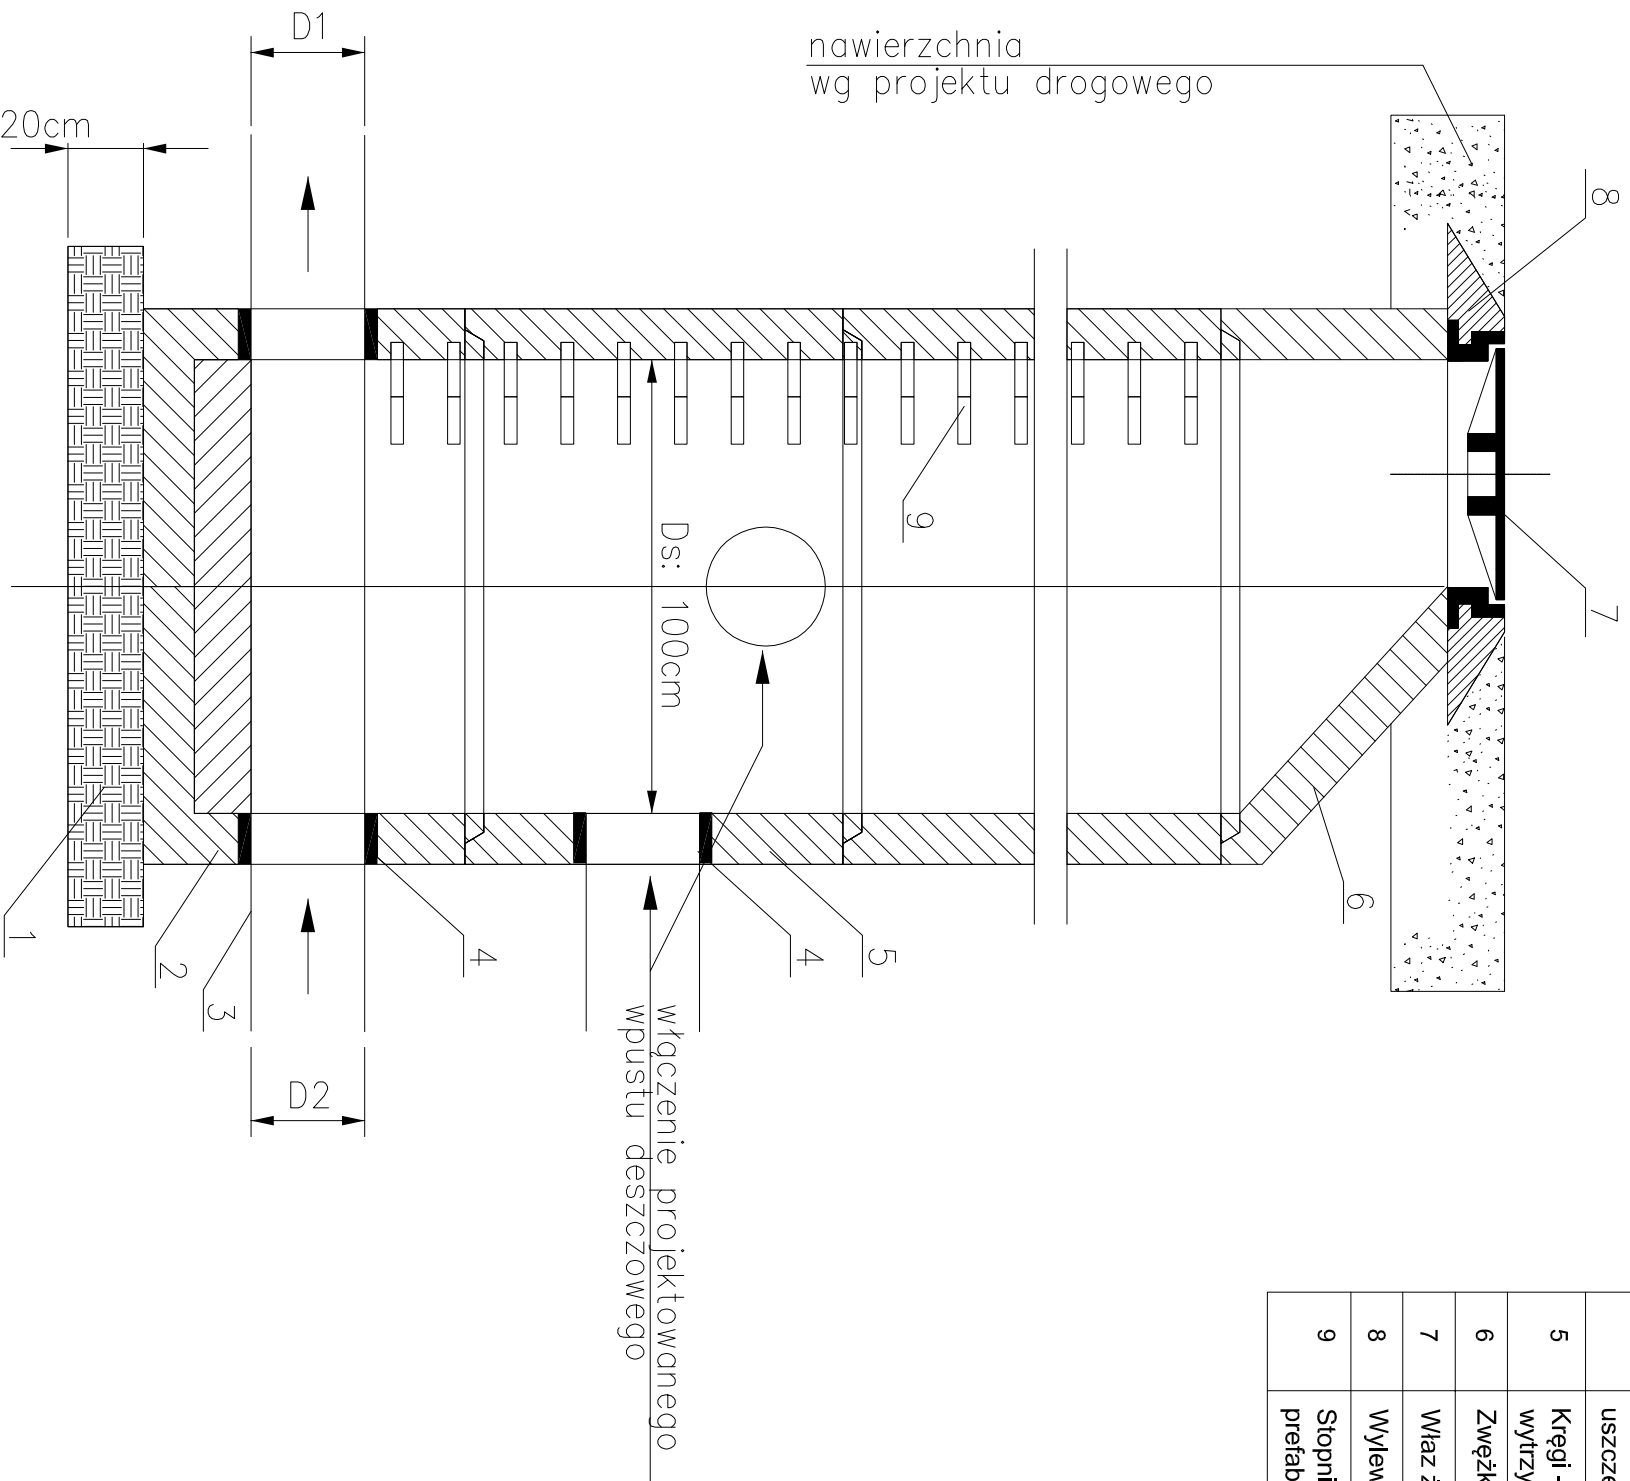 D1
nawierzchnia
wg projektu drogowego
20cm
8
9
7
Ds: 100cm
6
1
2
3
4
4
5
włączenie projektowanego
wpustu deszczowego
D2
uszcze
5 Kręgi -
wytrzy
6 Zwężk
7 Właz ż
8 Wylew
9 Stopni
prefab